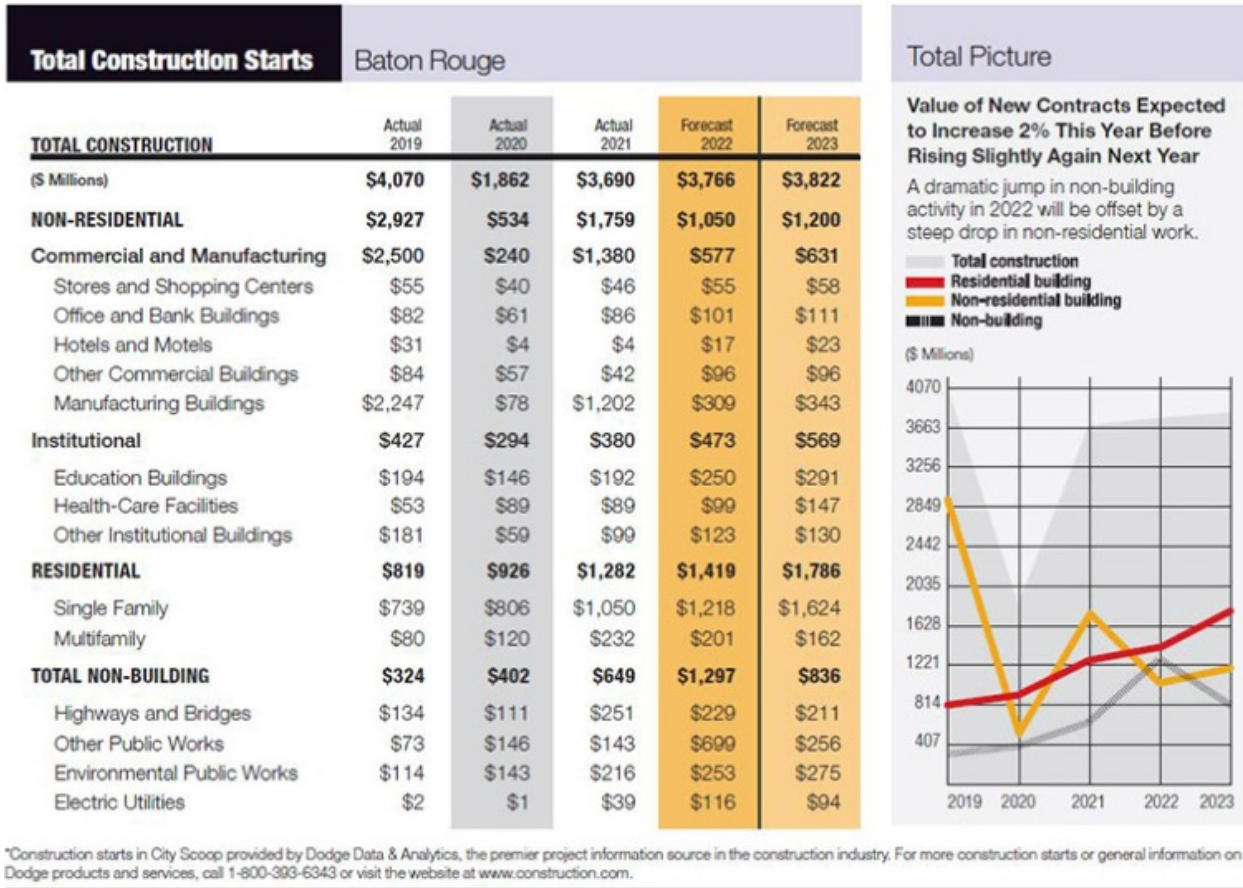 Total Construction Starts Baton Rouge
TOTAL CONSTRUCTION Actual 2019 Actual 2020 Actual 2021 Forecast 2022 Forecast 2023
($ Millions) $4,070 $1,862 $3,690 $3,766 $3,822
NON-RESIDENTIAL $2,927 $534 $1,759 $1,050 $1,200
Commercial and Manufacturing $2,500 $240 $1,380 $577 $631
Stores and Shopping Centers $55 $40 $46 $55 $58
Office and Bank Buildings $82 $61 $86 $101 $111
Hotels and Motels $31 $4 $4 $17 $23
Other Commercial Buildings $84 $57 $42 $96 $96
Manufacturing Buildings $2,247 $78 $1,202 $309 $343
Institutional $427 $294 $380 $473 $569
Education Buildings $194 $146 $192 $250 $291
Health-Care Facilities $53 $89 $89 $99 $147
Other Institutional Buildings $181 $59 $99 $123 $130
RESIDENTIAL $819 $926 $1,282 $1,419 $1,786
Single Family $739 $806 $1,050 $1,218 $1,624
Multifamily $80 $120 $232 $201 $162
TOTAL NON-BUILDING $324 $402 $649 $1,297 $836
Highways and Bridges $134 $111 $251 $229 $211
Other Public Works $73 $146 $143 $699 $256
Environmental Public Works $114 $143 $216 $253 $275
Electric Utilities $2 $1 $39 $116 $94
Total Picture
Value of New Contracts Expected
to Increase 2% This Year Before
Rising Slightly Again Next Year
A dramatic jump in non-building
activity in 2022 will be offset by a
steep drop in non-residential work.
Total construction
Residential building
Non-residential building
Non-building
($ Millions)
4070
3663
3256
2849
2442
2035
1628
1221
814
407
2019 2020 2021 2022 2023
*Construction starts in City Scoop provided by Dodge Data & Analytics, the premier project information source in the construction industry. For more construction starts or general information on
Dodge products and services, call 1-800-393-6343 or visit the website at www.construction.com.